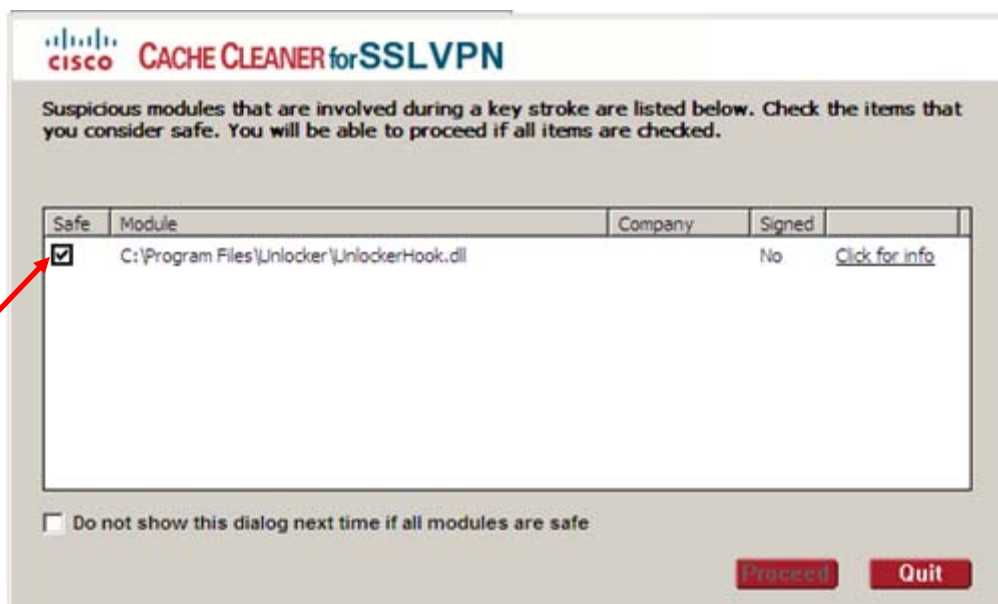 CISCO CACHE CLEANER for SSLVPN
Suspicious modules that are involved during a key stroke are listed below. Check the items that
you consider safe. You will be able to proceed if all items are checked.
Safe Module Company Signed
C:\Program Files\Unlocker\UnlockerHook.dll No Click for info
Do not show this dialog next time if all modules are safe
Proceed Quit